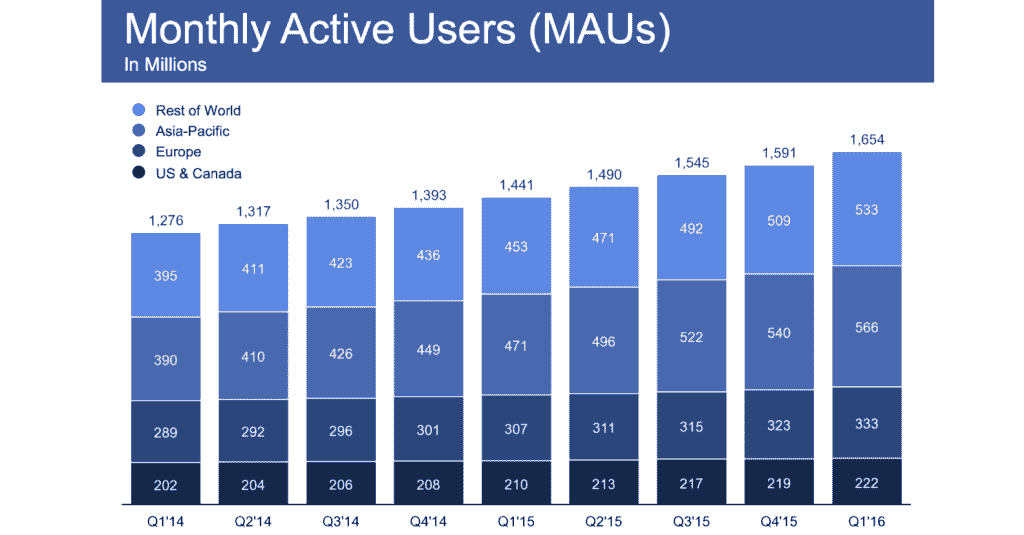 Monthly Active Users (MAUs)
In Millions
Rest of World
Asia-Pacific
Europe
US & Canada
1,276 1,317 1,350 1,393 1,441 1,490 1,545 1,591 1,654
395 411 423 436 453 471 492 509 533
390 410 426 449 471 496 522 540 566
289 292 296 301 307 311 315 323 333
202 204 206 208 210 213 217 219 222
Q1'14 Q2'14 Q3'14 Q4'14 Q1'15 Q2'15 Q3'15 Q4'15 Q1'16